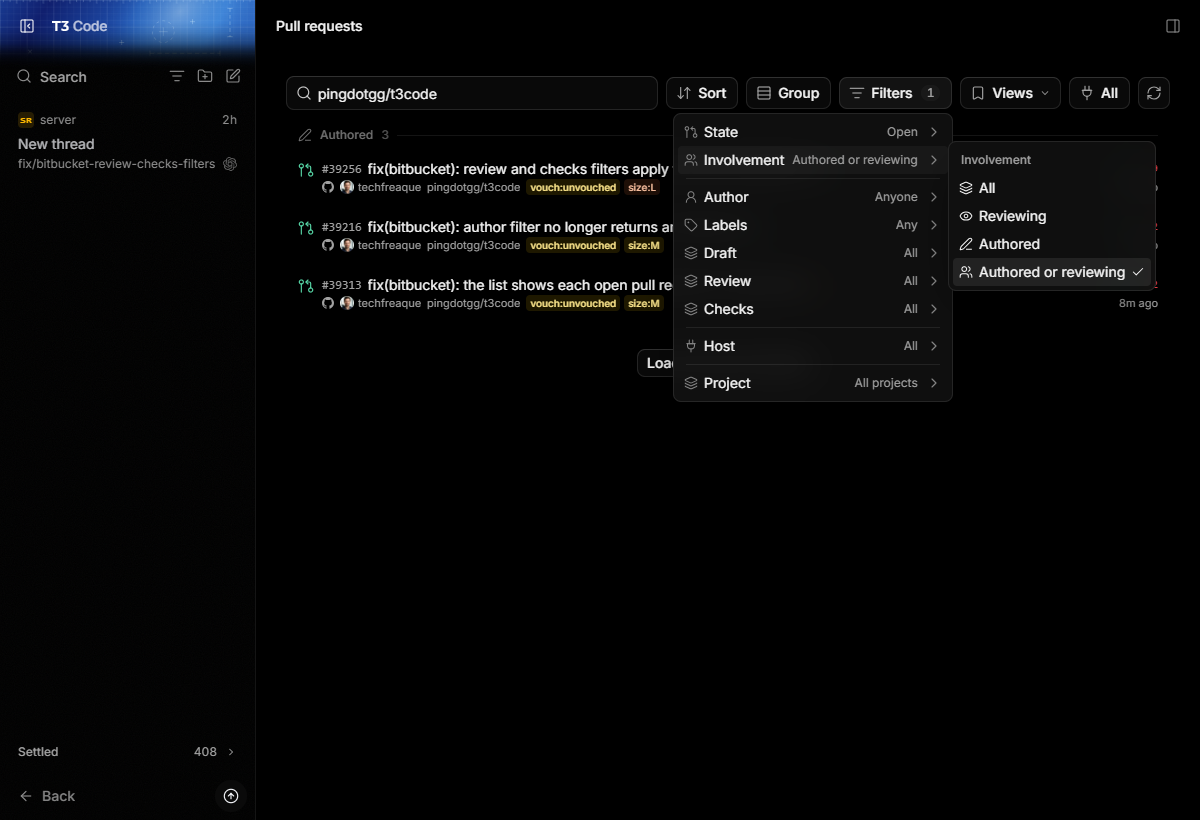 T3 Code
Pull requests
Search
pingdotgg/t3code
Sort
Group
Filters 1
Views
All
SR server 2h
New thread
fix/bitbucket-review-checks-filters
Authored 3
#39256 fix(bitbucket): review and checks filters apply
techfreaque pingdotgg/t3code vouch:unvouched size:L
#39216 fix(bitbucket): author filter no longer returns
techfreaque pingdotgg/t3code vouch:unvouched size:M
#39313 fix(bitbucket): the list shows each open pull
techfreaque pingdotgg/t3code vouch:unvouched size:M
8m ago
State Open
Involvement Authored or reviewing
Author Anyone
Labels Any
Draft All
Review All
Checks All
Host All
Project All projects
Involvement
All
Reviewing
Authored
Authored or reviewing
Settled 408
Back